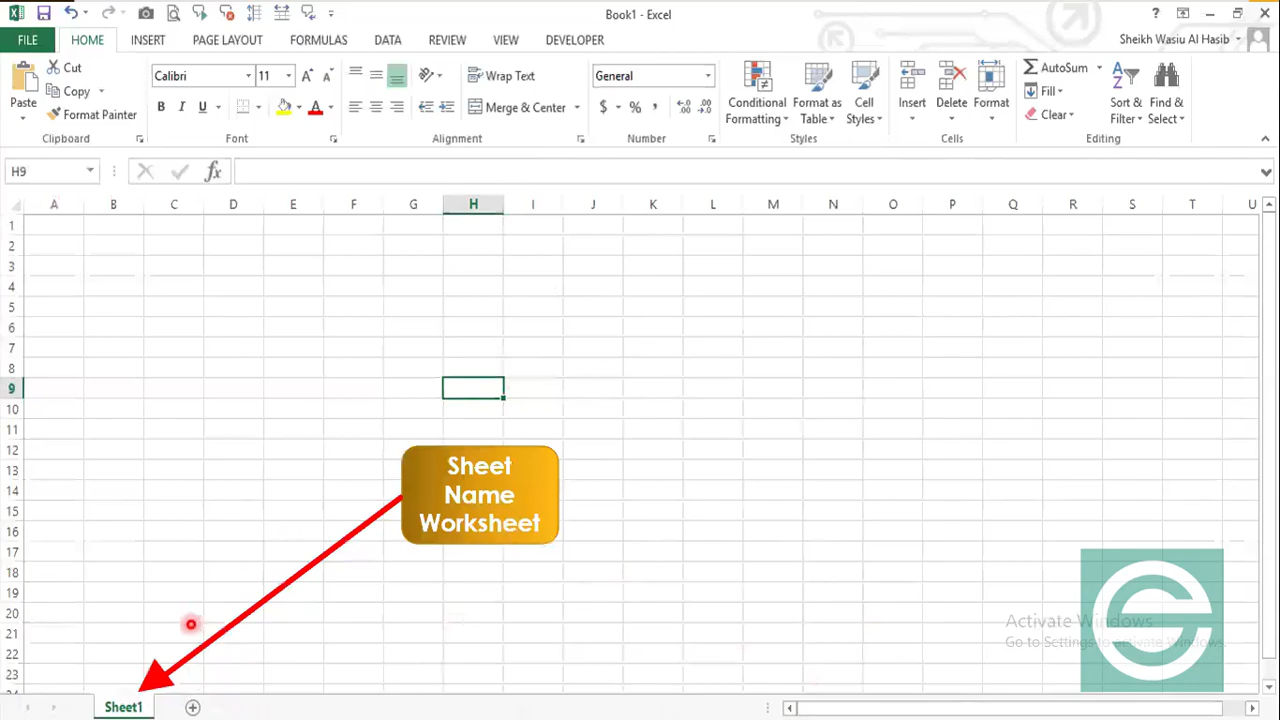 Book1 - Excel
?
FILE
HOME
INSERT
PAGE LAYOUT
FORMULAS
DATA
REVIEW
VIEW
DEVELOPER
Sheikh Wasiu Al Hasib
Paste
Cut
Copy
Format Painter
Clipboard
Calibri
11
B I U
Font
Wrap Text
Merge & Center
Alignment
General
$ % ,
Number
Conditional
Formatting
Format as
Table
Cell
Styles
Styles
Insert
Delete
Format
Cells
AutoSum
Fill
Clear
Sort &
Filter
Find &
Select
Editing
H9
fx
A B C D E F G H I J K L M N O P Q R S T U
1
2
3
4
5
6
7
8
9
10
11
12
13
14
15
16
17
18
19
20
21
22
23
24
Sheet
Name
Worksheet
Activate Windows
Go to Settings to activate Windows.
Sheet1